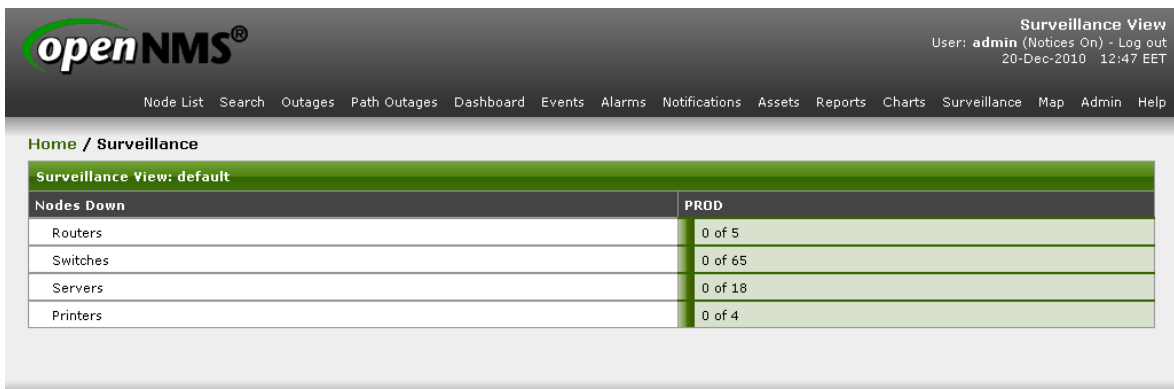 openNMS®
Surveillance View
User: admin (Notices On) - Log out
20-Dec-2010 12:47 EET
Node List Search Outages Path Outages Dashboard Events Alarms Notifications Assets Reports Charts Surveillance Map Admin Help
Home / Surveillance
Surveillance View: default
Nodes Down PROD
Routers 0 of 5
Switches 0 of 65
Servers 0 of 18
Printers 0 of 4